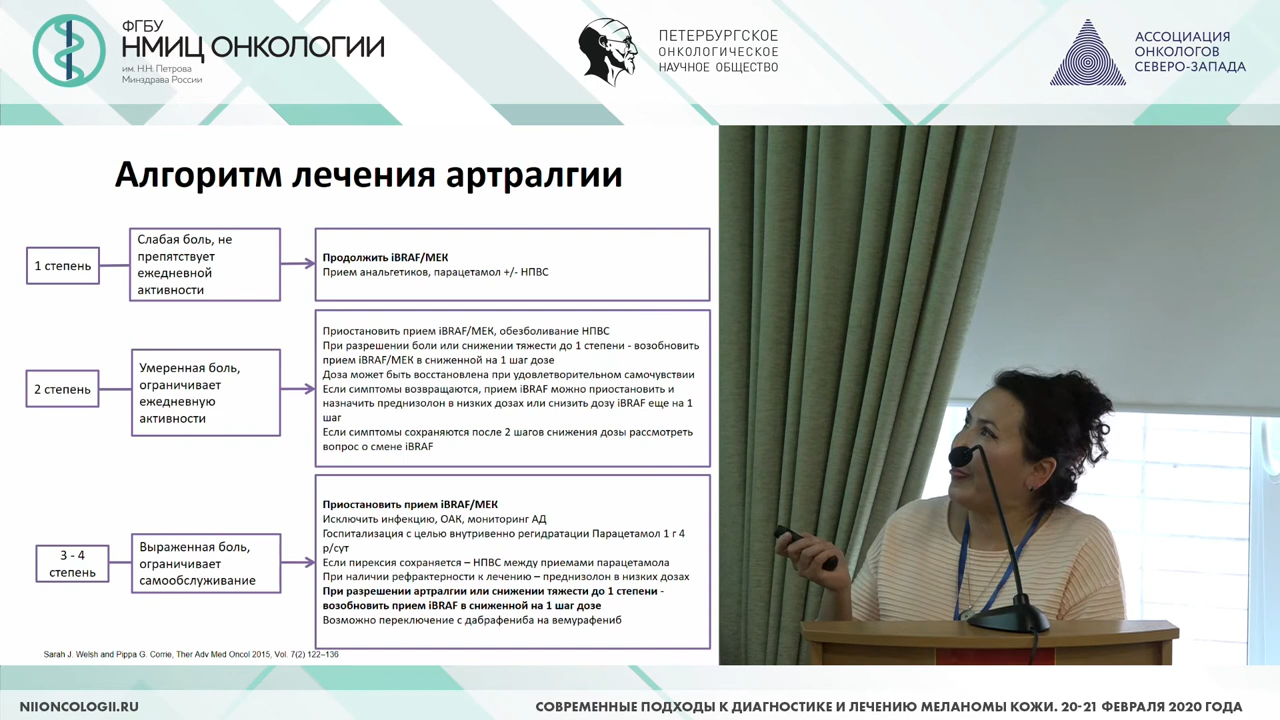 ФГБУ
НМИЦ ОНКОЛОГИИ
им. Н.Н. Петрова
Минздрава России
ПЕТЕРБУРГСКОЕ
ОНКОЛОГИЧЕСКОЕ
НАУЧНОЕ ОБЩЕСТВО
АССОЦИАЦИЯ
ОНКОЛОГОВ
СЕВЕРО-ЗАПАДА
Алгоритм лечения артралгии
1 степень
Слабая боль, не
препятствует
ежедневной
активности
Продолжить iBRAF/МЕК
Прием анальгетиков, парацетамол +/- НПВС
2 степень
Умеренная боль,
ограничивает
ежедневную
активности
Приостановить прием iBRAF/МЕК, обезболивание НПВС
При разрешении боли или снижении тяжести до 1 степени - возобновить
прием iBRAF/МЕК в сниженной на 1 шаг дозе
Доза может быть восстановлена при удовлетворительном самочувствии
Если симптомы возвращаются, прием iBRAF можно приостановить и
назначить преднизолон в низких дозах или снизить дозу iBRAF еще на 1
шаг
Если симптомы сохраняются после 2 шагов снижения дозы рассмотреть
вопрос о смене iBRAF
3 - 4
степень
Выраженная боль,
ограничивает
самообслуживание
Приостановить прием iBRAF/МЕК
Исключить инфекцию, ОАК, мониторинг АД
Госпитализация с целью внутривенно регидратации Парацетамол 1 г 4
р/сут
Если пирексия сохраняется – НПВС между приемами парацетамола
При наличии рефрактерности к лечению – преднизолон в низких дозах
При разрешении артралгии или снижении тяжести до 1 степени -
возобновить прием iBRAF в сниженной на 1 шаг дозе
Возможно переключение с дабрафениба на вемурафениб
Sarah J. Welsh and Pippa G. Corrie, Ther Adv Med Oncol 2015, Vol. 7(2) 122–136
NIIONCOLOGII.RU
СОВРЕМЕННЫЕ ПОДХОДЫ К ДИАГНОСТИКЕ И ЛЕЧЕНИЮ МЕЛАНОМЫ КОЖИ. 20-21 ФЕВРАЛЯ 2020 ГОДА